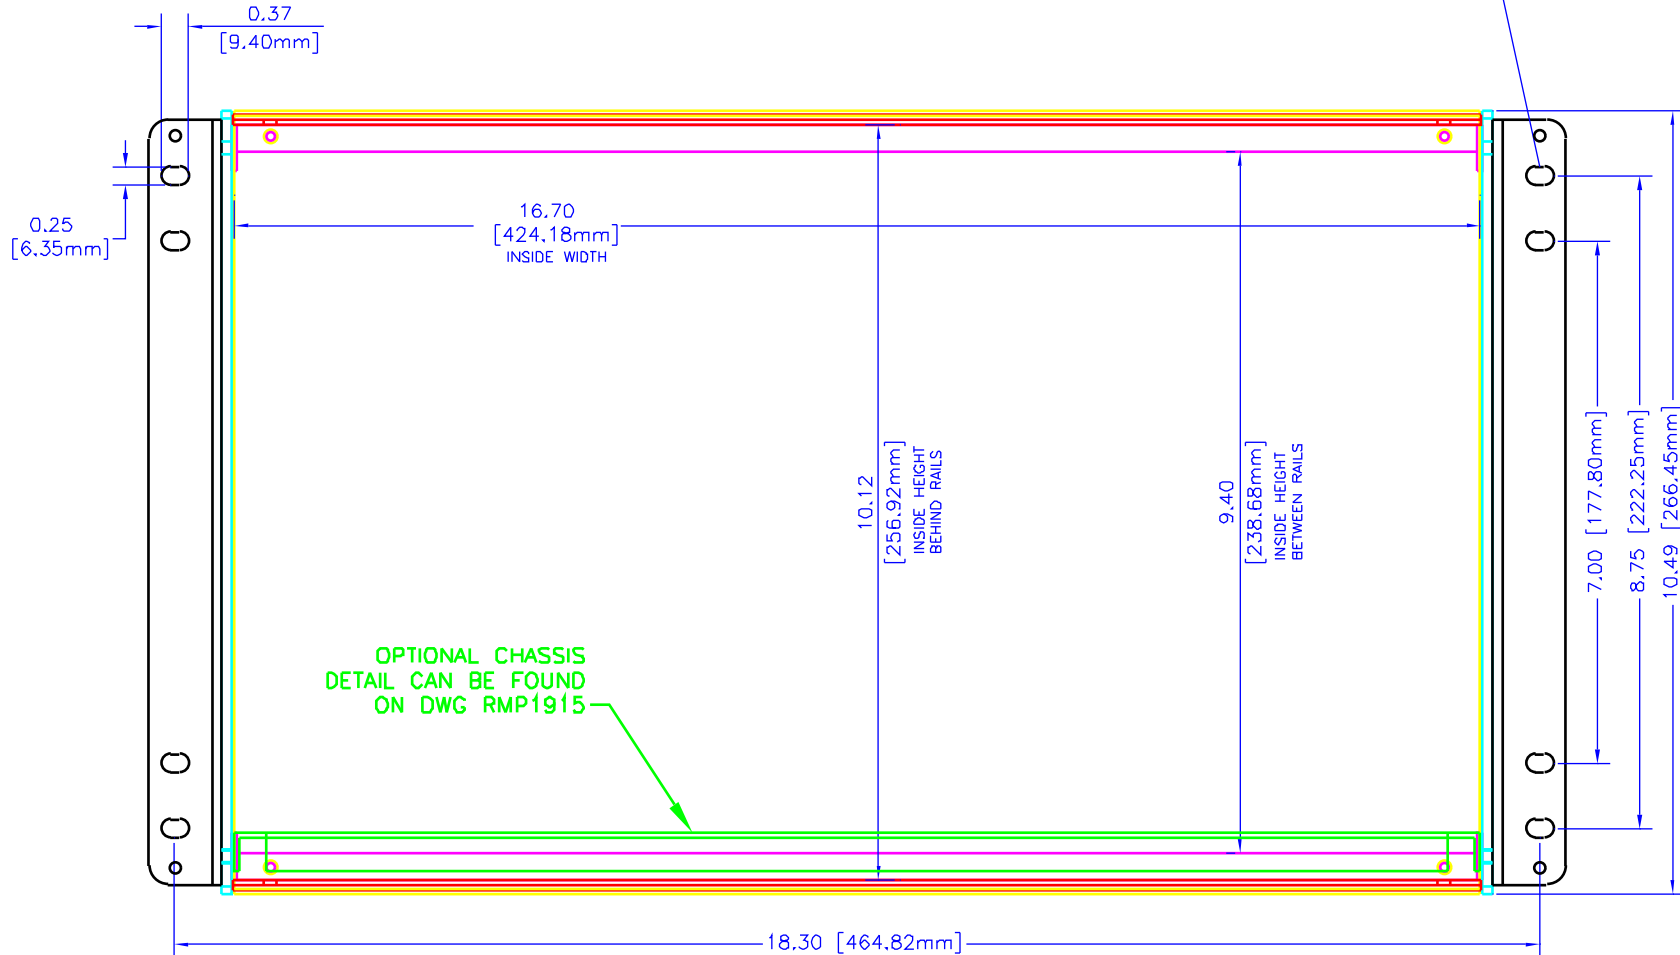 0.37
[9.40mm]
0.25
[6.35mm]
16.70
[424.18mm]
INSIDE WIDTH
10.12
[256.92mm]
INSIDE HEIGHT
BEHIND RAILS
9.40
[238.68mm]
INSIDE HEIGHT
BETWEEN RAILS
7.00 [177.80mm]
8.75 [222.25mm]
10.49 [266.45mm]
OPTIONAL CHASSIS
DETAIL CAN BE FOUND
ON DWG RMP1915
18.30 [464.82mm]